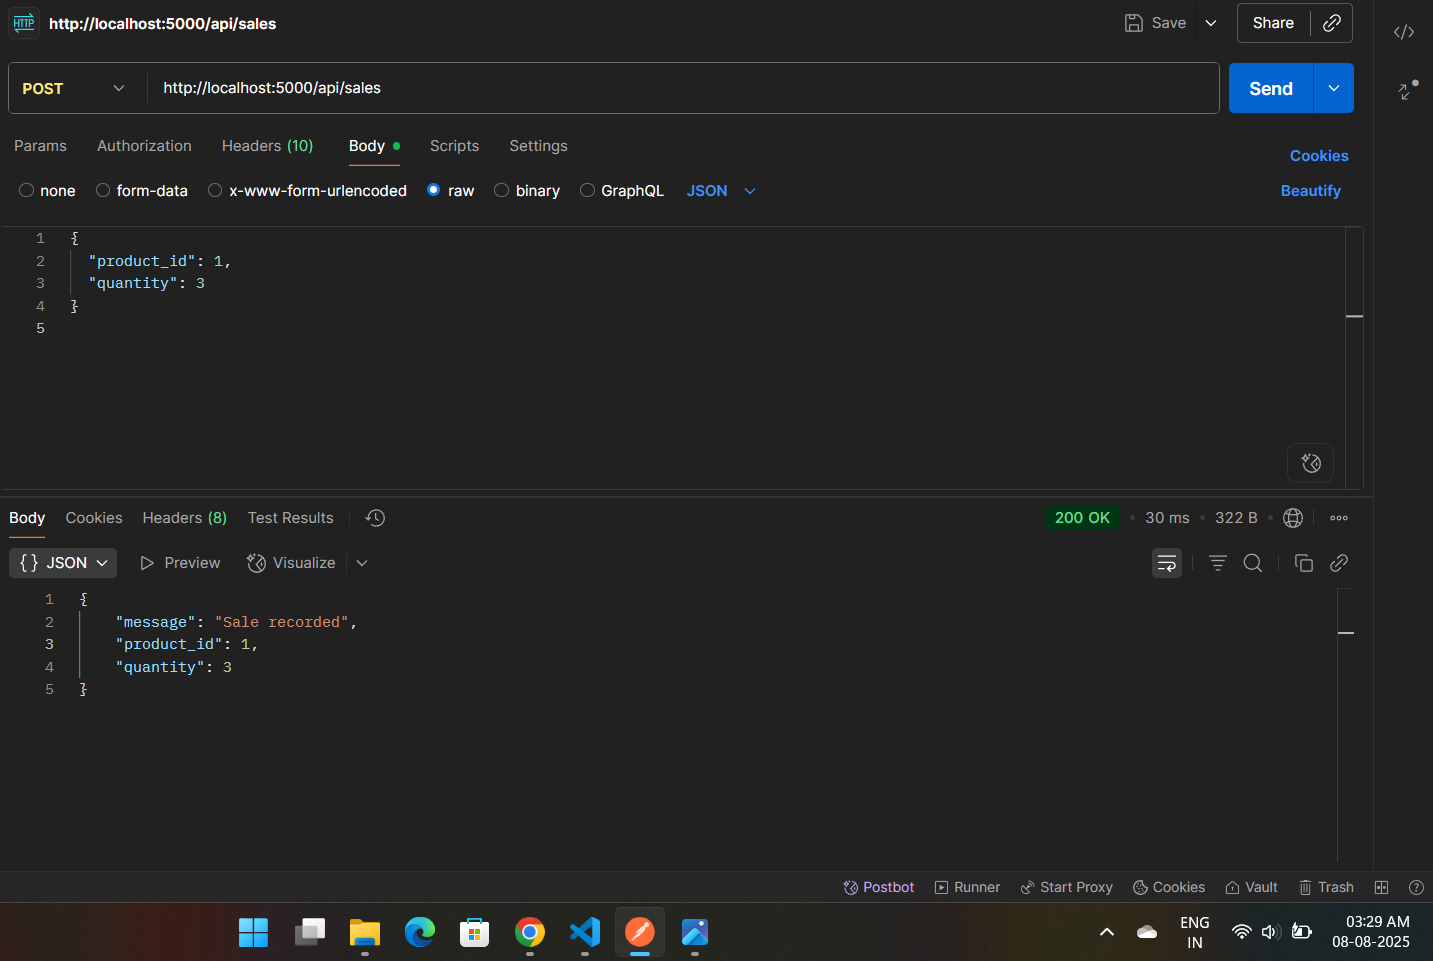 HTTP http://localhost:5000/api/sales Save Share
POST http://localhost:5000/api/sales Send
Params Authorization Headers (10) Body Scripts Settings Cookies
none form-data x-www-form-urlencoded raw binary GraphQL JSON Beautify
1 {
2 "product_id": 1,
3 "quantity": 3
4 }
5
Body Cookies Headers (8) Test Results 200 OK • 30 ms • 322 B •
{} JSON Preview Visualize
1 {
2 "message": "Sale recorded",
3 "product_id": 1,
4 "quantity": 3
5 }
Postbot Runner Start Proxy Cookies Vault Trash
ENG 03:29 AM
IN 08-08-2025